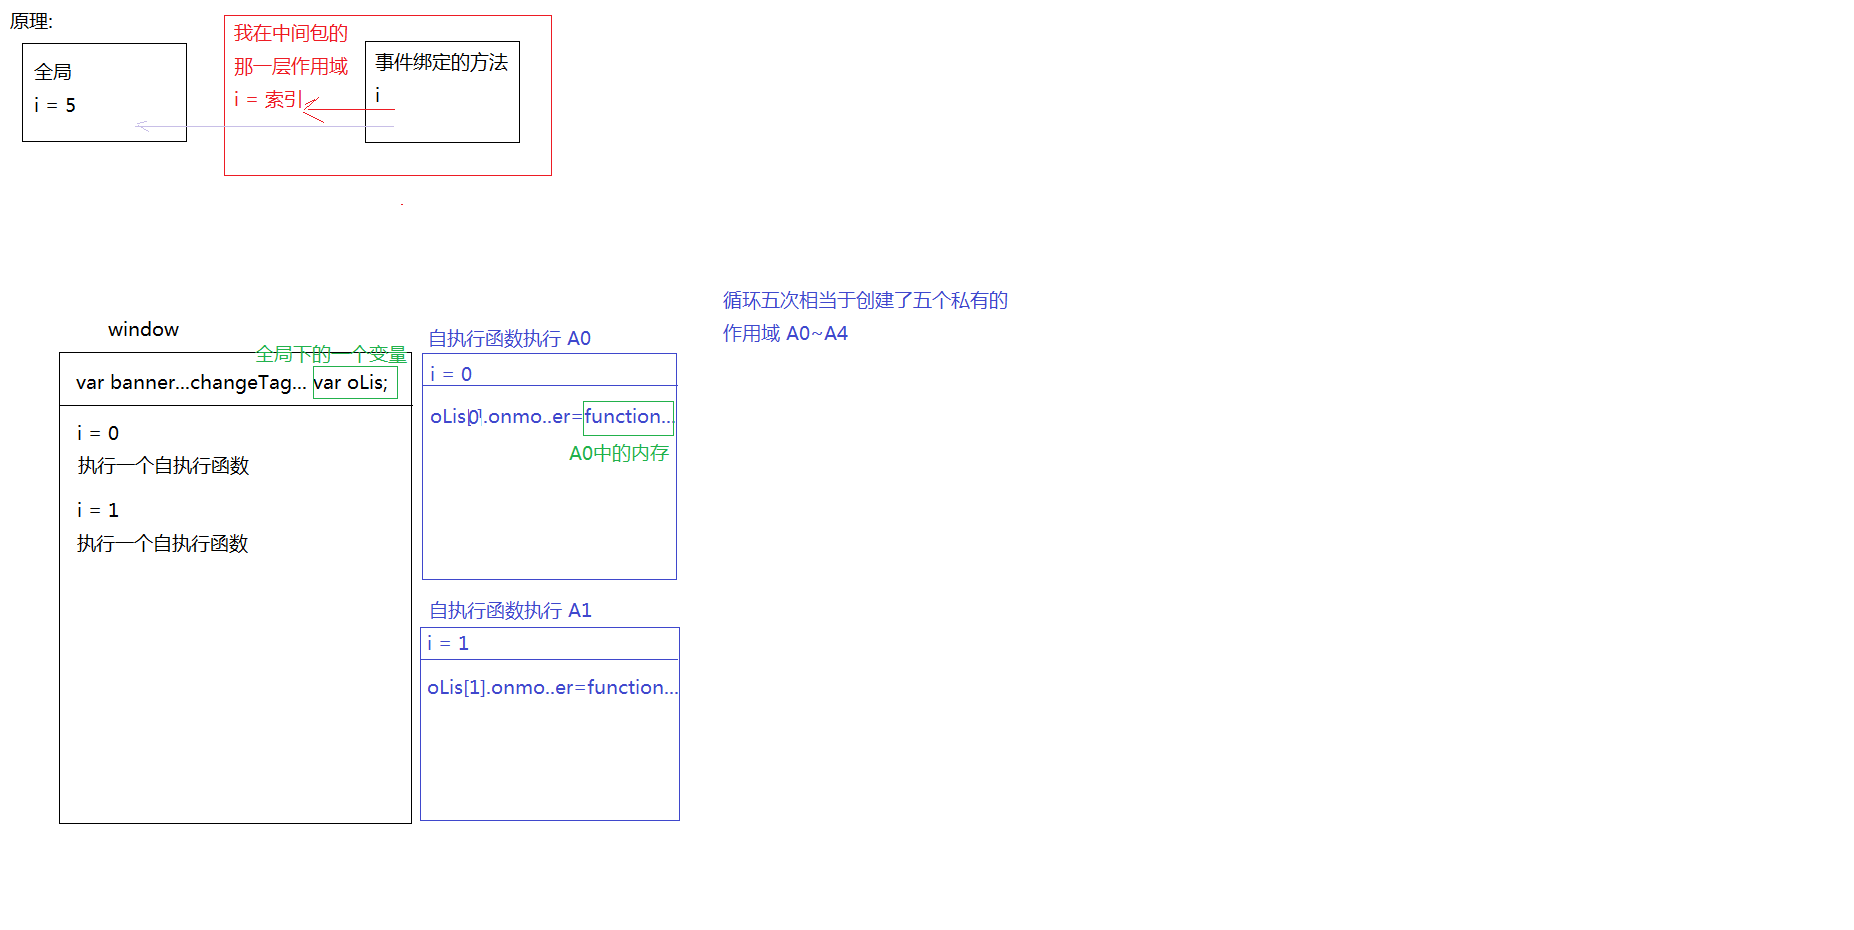 原理:
全局
i = 5
我在中间包的
那一层作用域
i = 索引
事件绑定的方法
i
循环五次相当于创建了五个私有的
作用域 A0~A4
window
全局下的一个变量
var banner...changeTag... var oLis;
i = 0
执行一个自执行函数
i = 1
执行一个自执行函数
自执行函数执行 A0
i = 0
oLis[0].onmo..er=function...
A0中的内存
自执行函数执行 A1
i = 1
oLis[1].onmo..er=function...